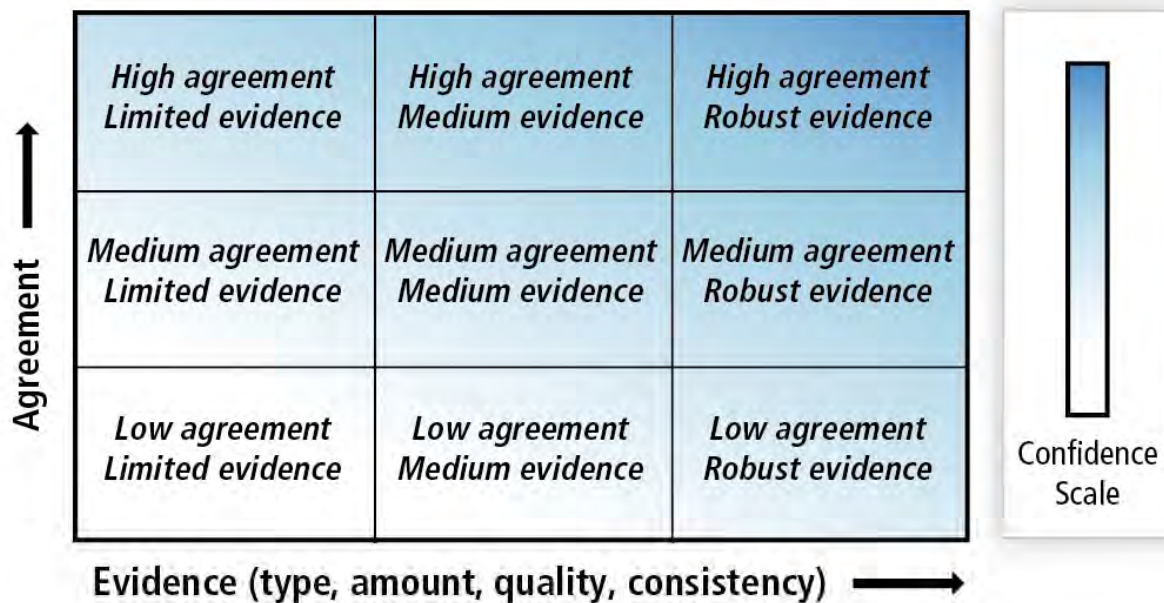 High agreement
Limited evidence
High agreement
Medium evidence
High agreement
Robust evidence
Medium agreement
Limited evidence
Medium agreement
Medium evidence
Medium agreement
Robust evidence
Low agreement
Limited evidence
Low agreement
Medium evidence
Low agreement
Robust evidence
Agreement
Evidence (type, amount, quality, consistency)
Confidence
Scale